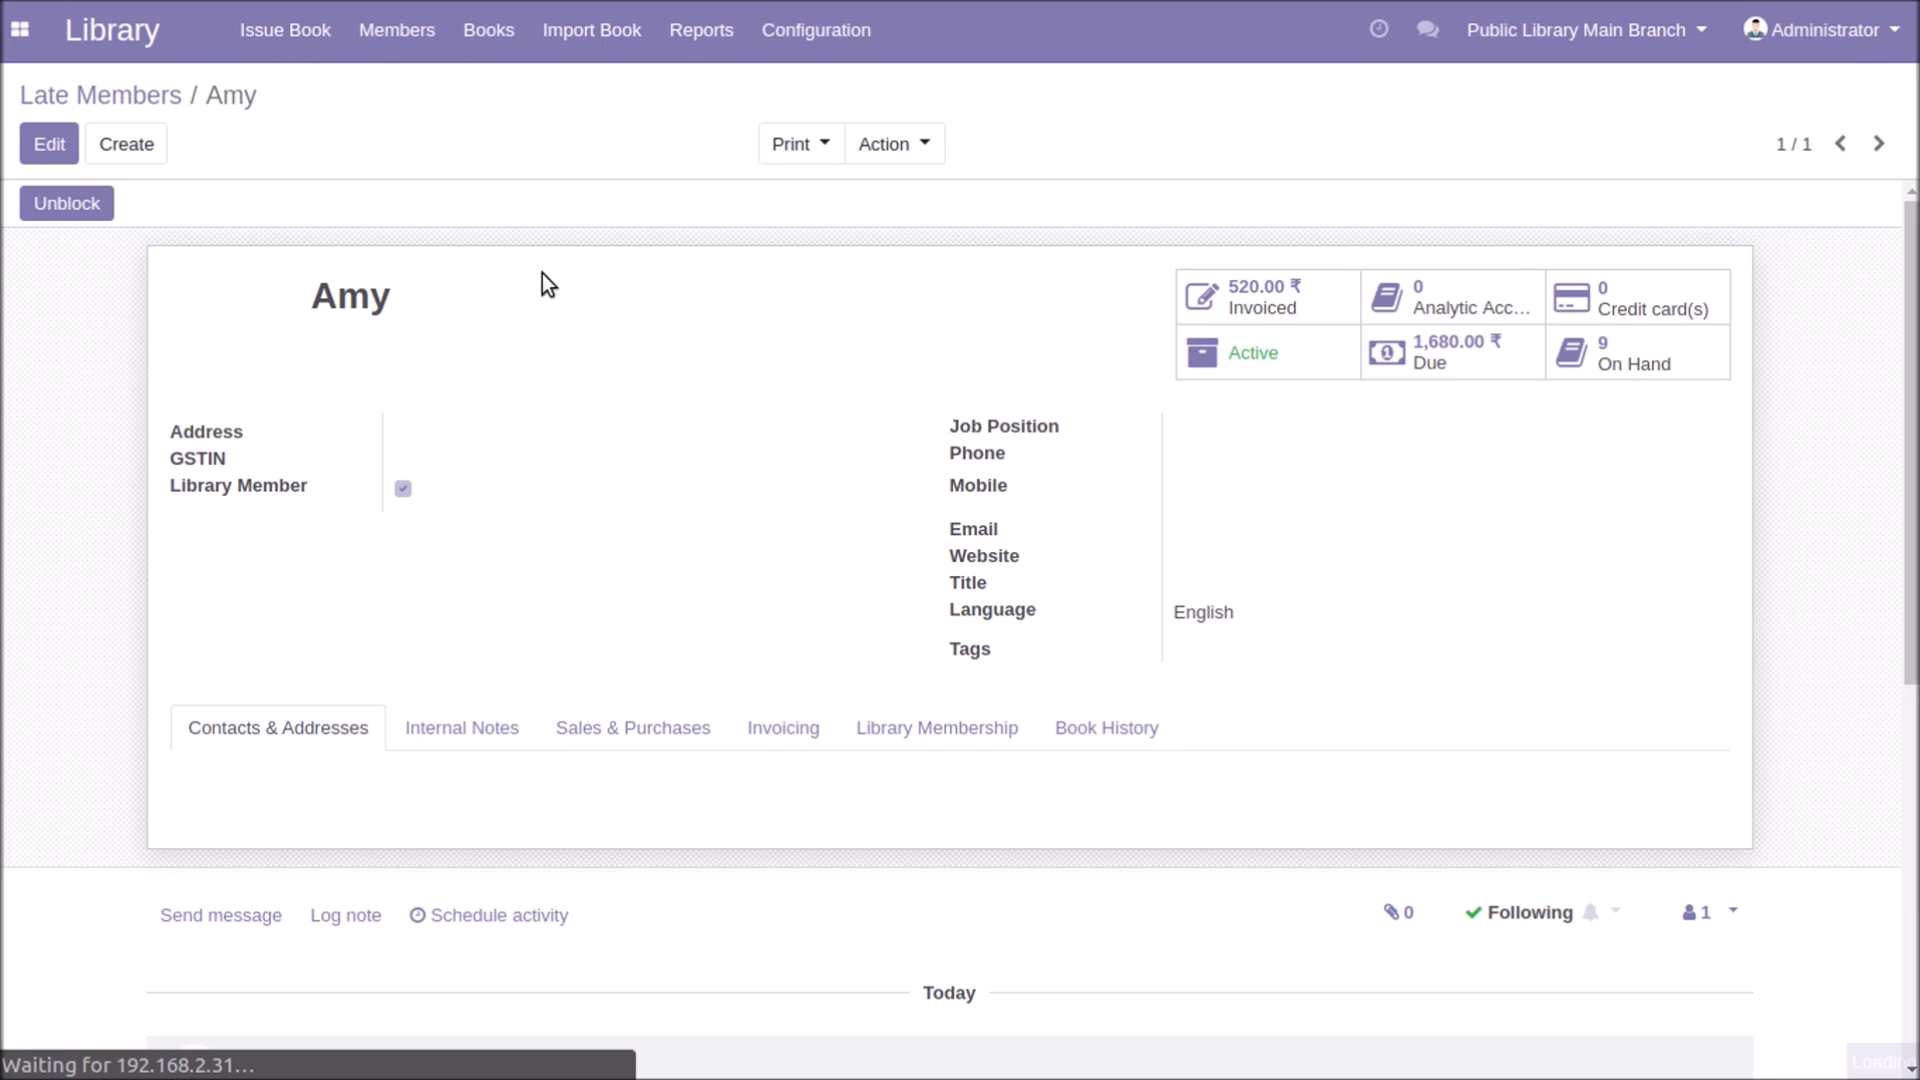 Library Issue Book Members Books Import Book Reports Configuration Public Library Main Branch Administrator
Late Members / Amy
Edit Create Print Action 1 / 1
Unblock
Amy
520.00 ₹
Invoiced
0
Analytic Acc...
0
Credit card(s)
Active
1,680.00 ₹
Due
9
On Hand
Address
GSTIN
Library Member
Job Position
Phone
Mobile
Email
Website
Title
Language English
Tags
Contacts & Addresses Internal Notes Sales & Purchases Invoicing Library Membership Book History
Send message Log note Schedule activity 0 Following 1
Today
Waiting for 192.168.2.31...
Loading